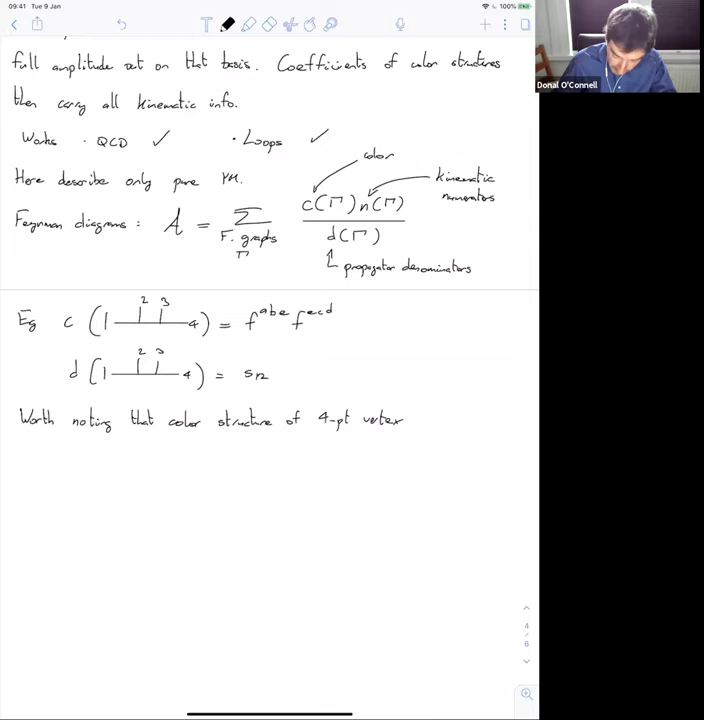 09:41 Tue 9 Jan
100%
Donal O'Connell
full amplitude out on that basis. Coefficients of color structures
then carry all kinematic info.
Works · QCD ✓ · Loops ✓
Here describe only pure YM.
color
kinematic
numerators
Feynman diagrams : A = Σ c(Γ) n(Γ)
F. graphs
Γ
d(Γ)
propagator denominators
Eg c (1 2 3 4) = f^abe f^ecd
d (1 2 3 4) = s12
Worth noting that color structure of 4-pt vertex
4
/
6